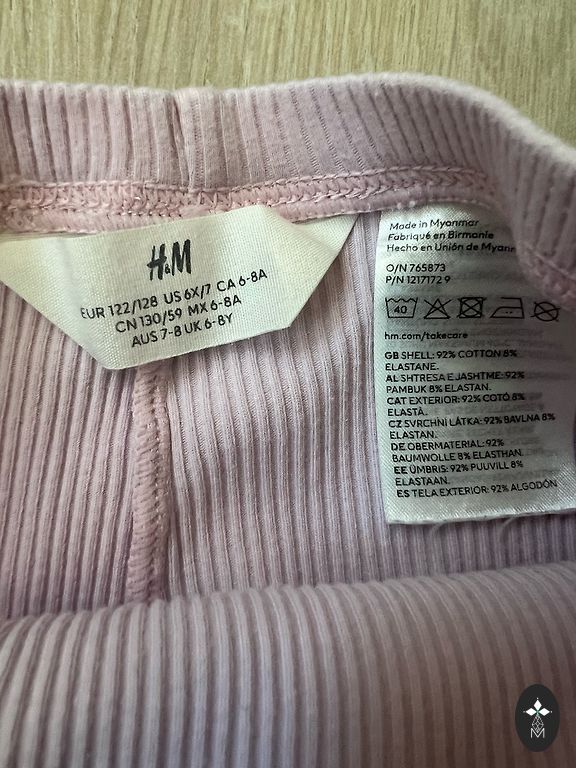 H&M
EUR 122/128 US 6X/7 CA 6-8A
CN 130/59 MX 6-8A
AUS 7-8 UK 6-8Y
Made in Myanmar
Fabriqué en Birmanie
Hecho en Unión de Myanm
O/N 765873
P/N 1217172 9
40
hm.com/takecare
GB SHELL: 92% COTTON 8%
ELASTANE.
AL SHTRESA E JASHTME: 92%
PAMBUK 8% ELASTAN.
CAT EXTERIOR: 92% COTÓ 8%
ELASTÀ.
CZ SVRCHNÍ LÁTKA: 92% BAVLNA 8%
ELASTAN.
DE OBERMATERIAL: 92%
BAUMWOLLE 8% ELASTHAN.
EE ÜMBRIS: 92% PUUVILL 8%
ELASTAAN.
ES TELA EXTERIOR: 92% ALGODÓN
M